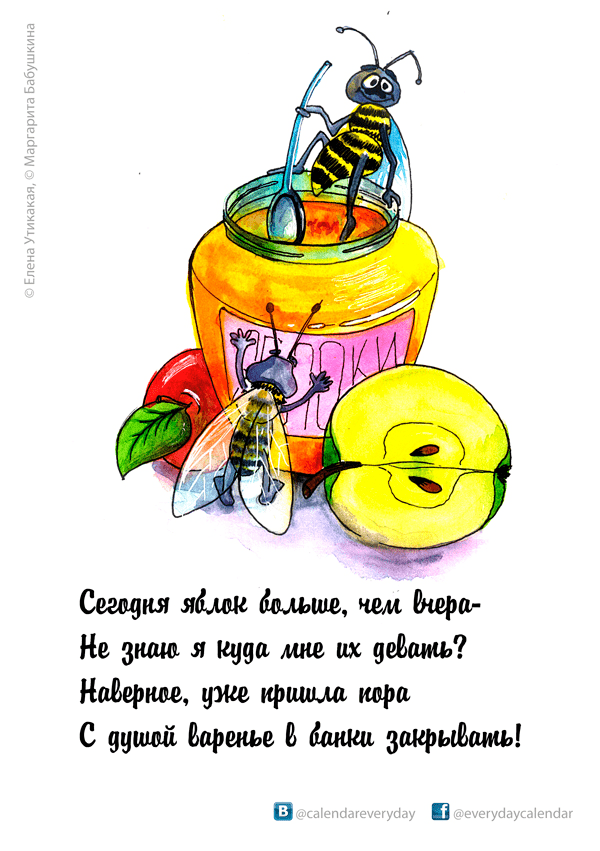 © Елена Утикакая, © Маргарита Бабушкина
Сегодня яблок больше, чем вчера-
Не знаю я куда мне их девать?
Наверное, уже пришла пора
С душой варенье в банки закрывать!
@calendareveryday
@everydaycalendar